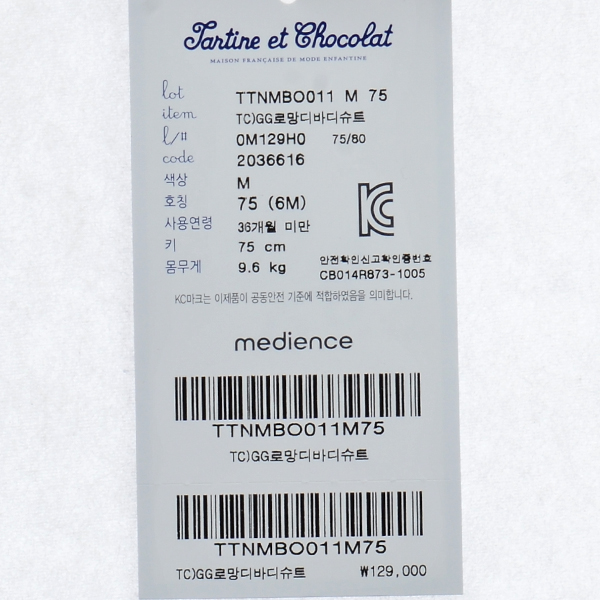 Tartine et Chocolat
MAISON FRANÇAISE DE MODE ENFANTINE
lot TTNMBO011 M 75
item TC)GG로망디바디슈트
l/# 0M129H0 75/80
code 2036616
색상 M
호칭 75 (6M)
사용연령 36개월 미만
키 75 cm
몸무게 9.6 kg
안전확인신고확인증번호
CB014R873-1005
KC마크는 이제품이 공동안전 기준에 적합하였음을 의미합니다.
medience
TTNMBO011M75
TC)GG로망디바디슈트
TTNMBO011M75
TC)GG로망디바디슈트 ₩129,000